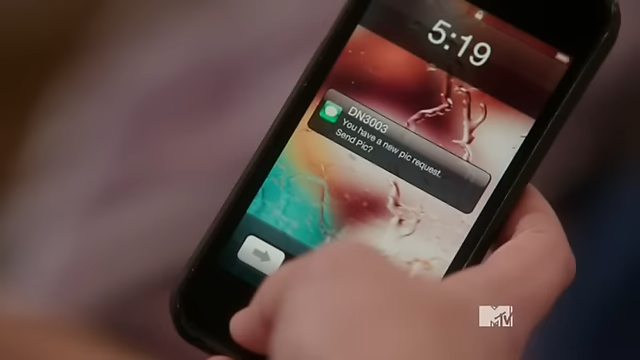 5:19
DN3003
You have a new pic request.
Send Pic?
MTV